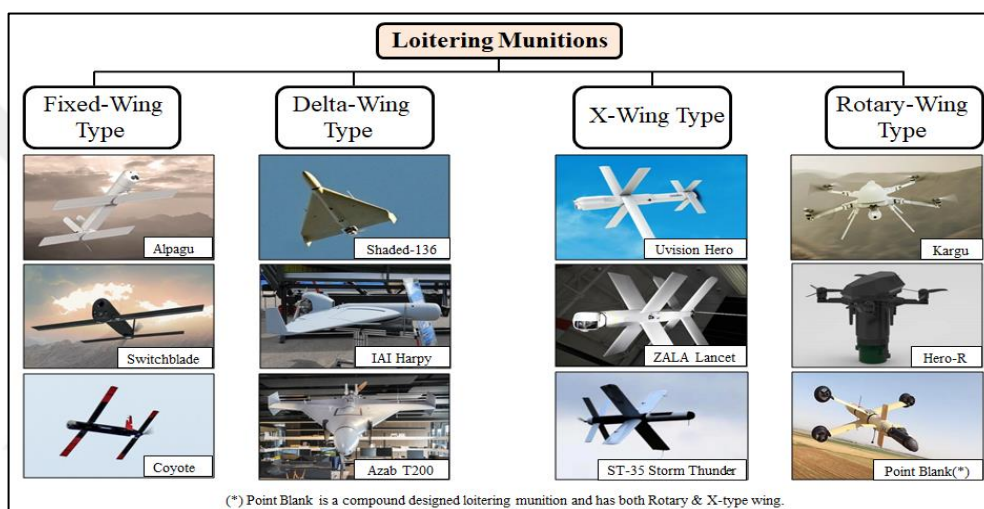 Loitering Munitions
Fixed-Wing
Type
Delta-Wing
Type
X-Wing Type
Rotary-Wing
Type
Alpagu
Shaded-136
Uvision Hero
Kargu
Switchblade
IAI Harpy
ZALA Lancet
Hero-R
Coyote
Azab T200
ST-35 Storm Thunder
Point Blank(*)
(*) Point Blank is a compound designed loitering munition and has both Rotary & X-type wing.